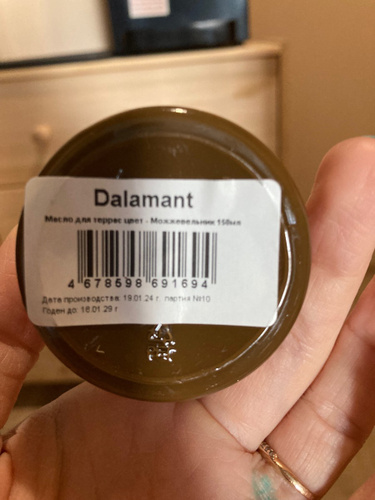 Dalamant
Масло для террас цвет - Можжевельник 150мл
4 678598 691694
Дата производства: 19.01.24 г. партия №10
Годен до: 18.01.29 г